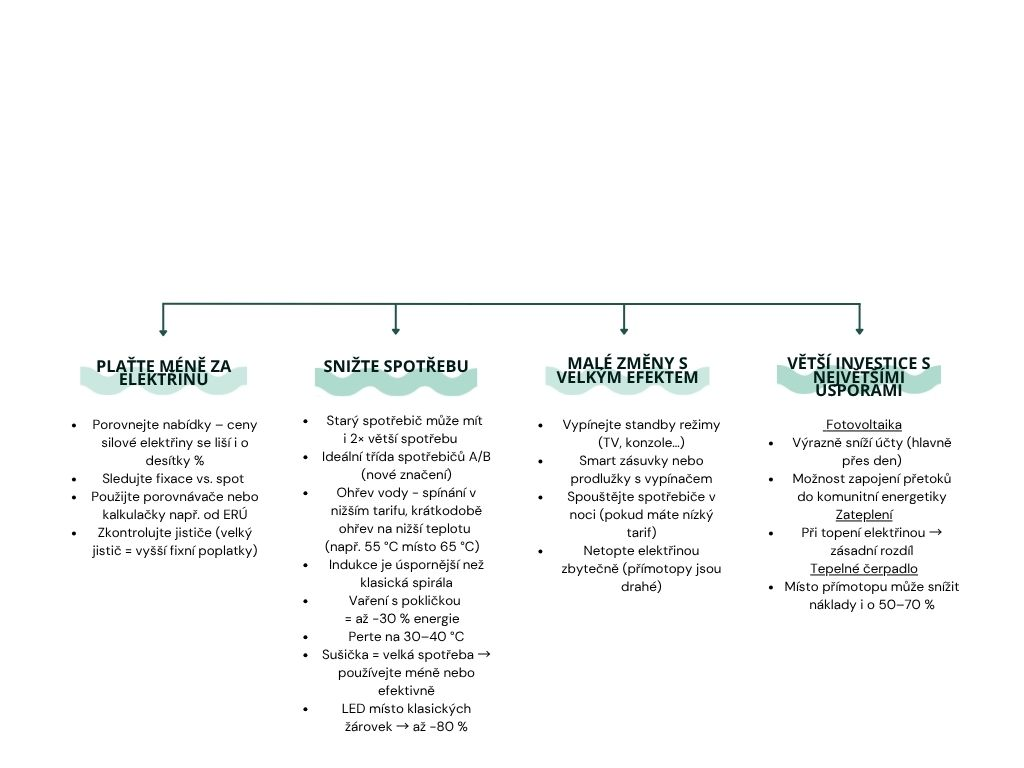 PLAŤTE MÉNĚ ZA
ELEKTŘINU
• Porovnejte nabídky – ceny
silové elektřiny se liší i o
desítky %
• Sledujte fixace vs. spot
• Použijte porovnávače nebo
kalkulačky např. od ERÚ
• Zkontrolujte jističe (velký
jistič = vyšší fixní poplatky)
SNIŽTE SPOTŘEBU
• Starý spotřebič může mít
i 2× větší spotřebu
• Ideální třída spotřebičů A/B
(nové značení)
• Ohřev vody - spínání v
nižším tarifu, krátkodobě
ohřev na nižší teplotu
(např. 55 °C místo 65 °C)
• Indukce je úspornější než
klasická spirála
• Vaření s pokličkou
= až -30 % energie
• Perte na 30–40 °C
• Sušička = velká spotřeba →
používejte méně nebo
efektivně
• LED místo klasických
žárovek → až -80 %
MALÉ ZMĚNY S
VELKÝM EFEKTEM
• Vypínejte standby režimy
(TV, konzole…)
• Smart zásuvky nebo
prodlužky s vypínačem
• Spouštějte spotřebiče v
noci (pokud máte nízký
tarif)
• Netopte elektřinou
zbytečně (přímotopy jsou
drahé)
VĚTŠÍ INVESTICE S
NEJVĚTŠÍMI
ÚSPORAMI
Fotovoltaika
• Výrazně sníží účty (hlavně
přes den)
• Možnost zapojení přetoků
do komunitní energetiky
Zateplení
• Při topení elektřinou →
zásadní rozdíl
Tepelné čerpadlo
• Místo přímotopu může snížit
náklady i o 50–70 %